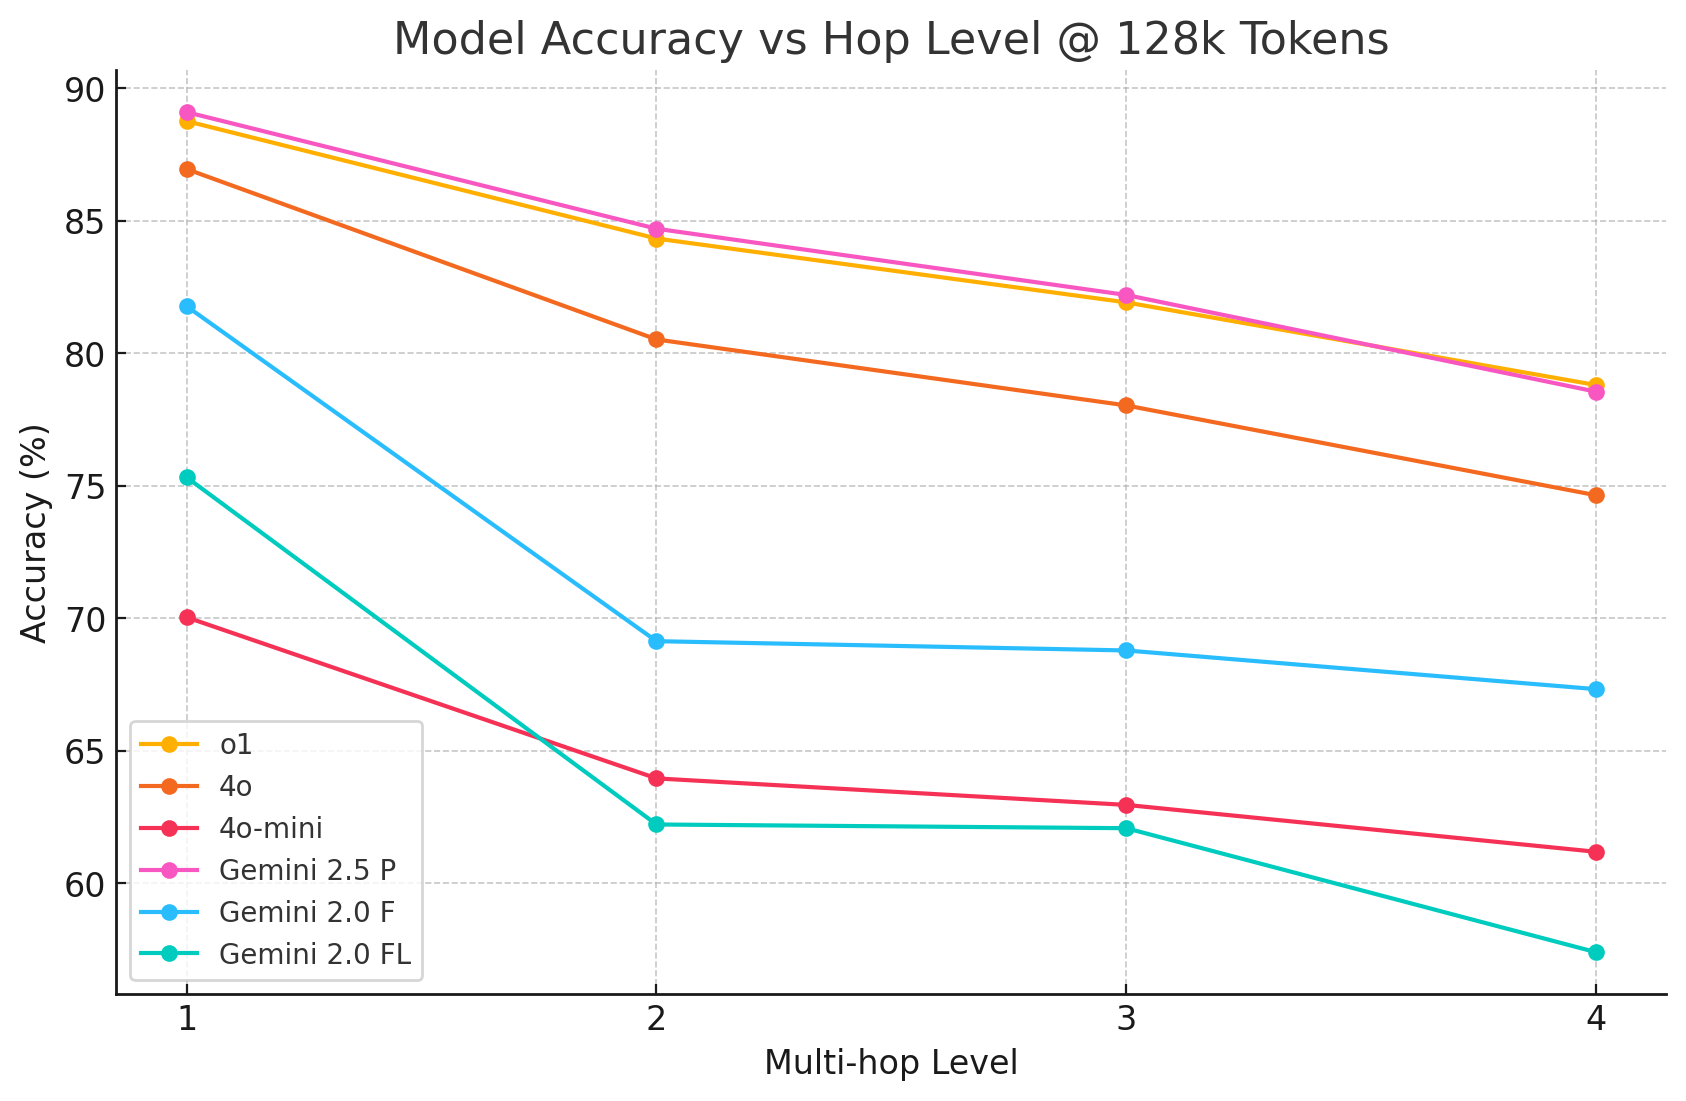 Model Accuracy vs Hop Level @ 128k Tokens
Accuracy (%)
90
85
80
75
70
65
60
o1
4o
4o-mini
Gemini 2.5 P
Gemini 2.0 F
Gemini 2.0 FL
1 2 3 4
Multi-hop Level